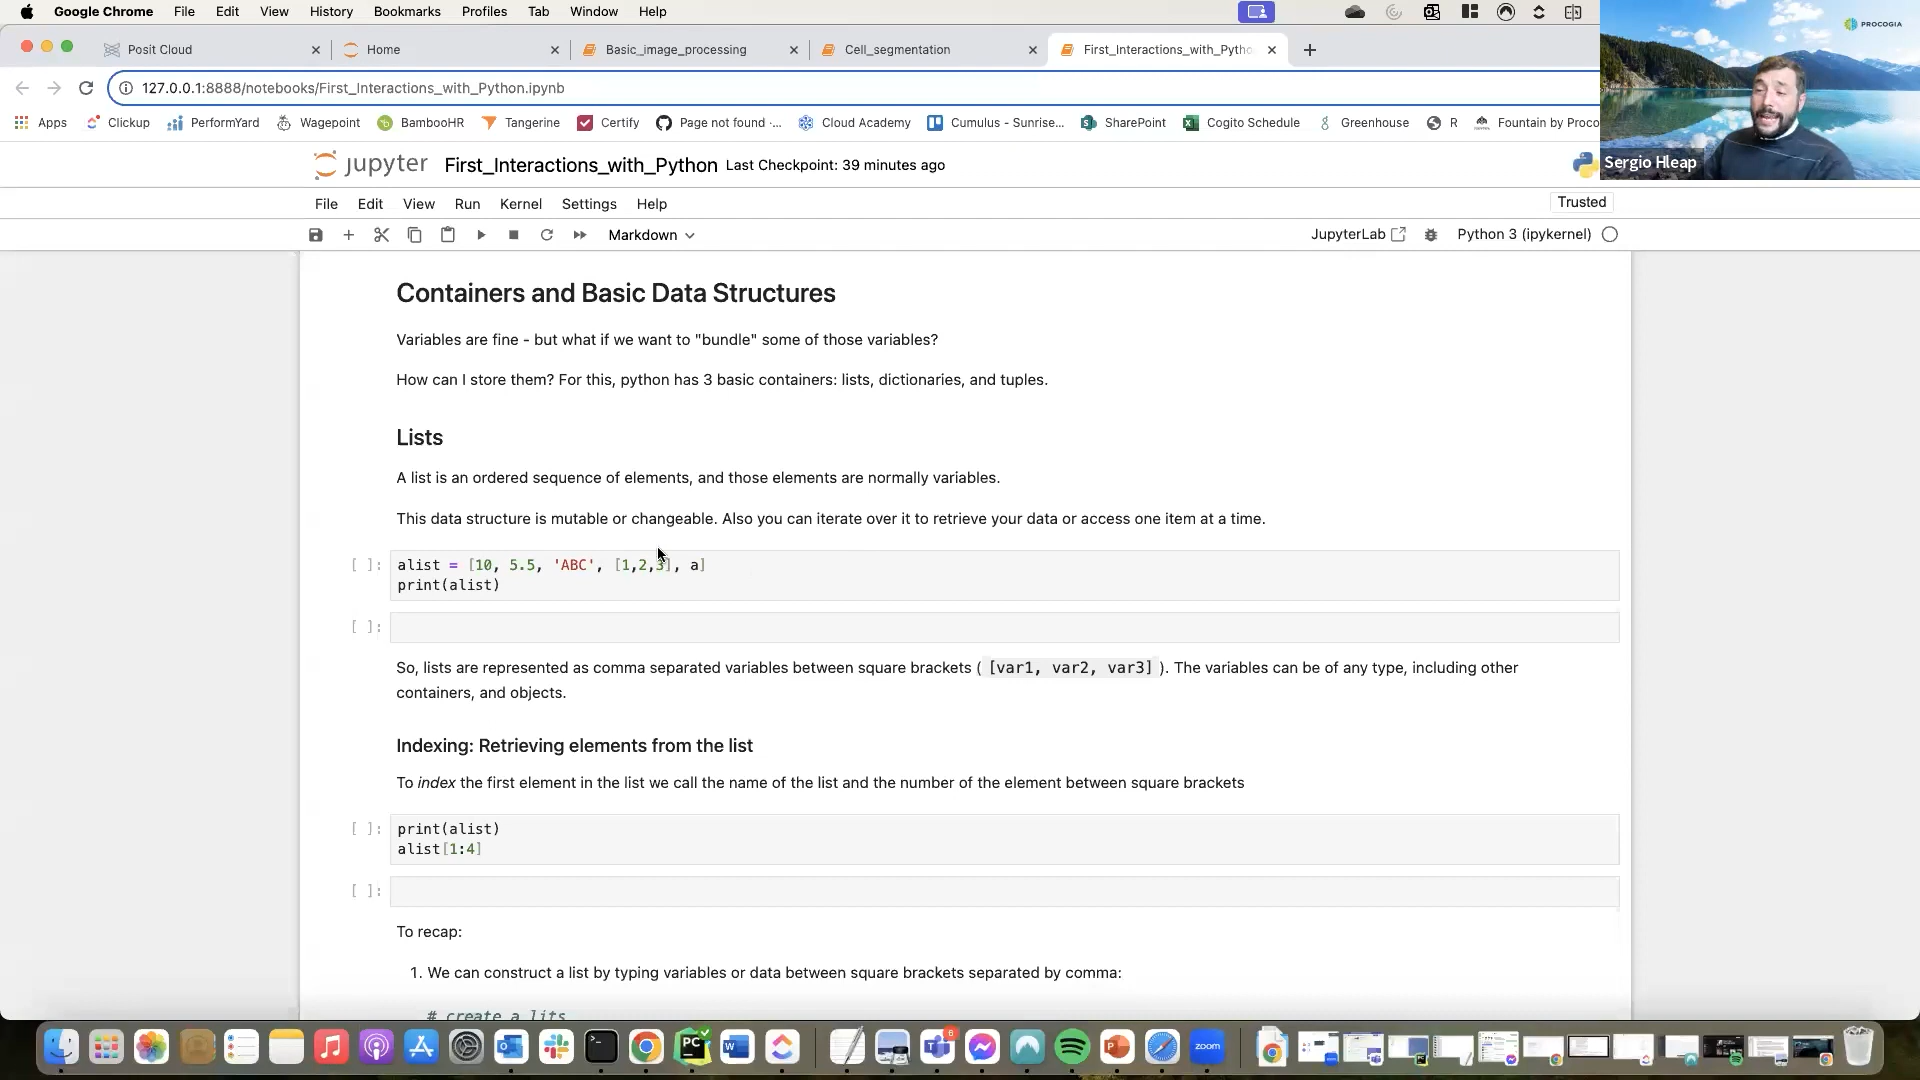 Google Chrome File Edit View History Bookmarks Profiles Tab Window Help
Posit Cloud
Home
Basic_image_processing
Cell_segmentation
First_Interactions_with_Pytho
127.0.0.1:8888/notebooks/First_Interactions_with_Python.ipynb
Apps Clickup PerformYard Wagepoint BambooHR Tangerine Certify Page not found ·... Cloud Academy Cumulus - Sunrise... SharePoint Cogito Schedule Greenhouse R Fountain by Proco
PROCOGIA
Sergio Hleap
jupyter First_Interactions_with_Python Last Checkpoint: 39 minutes ago
File Edit View Run Kernel Settings Help
Trusted
Markdown
JupyterLab Python 3 (ipykernel)
Containers and Basic Data Structures
Variables are fine - but what if we want to "bundle" some of those variables?
How can I store them? For this, python has 3 basic containers: lists, dictionaries, and tuples.
Lists
A list is an ordered sequence of elements, and those elements are normally variables.
This data structure is mutable or changeable. Also you can iterate over it to retrieve your data or access one item at a time.
[ ]: alist = [10, 5.5, 'ABC', [1,2,3], a]
print(alist)
[ ]:
So, lists are represented as comma separated variables between square brackets ( [var1, var2, var3] ). The variables can be of any type, including other
containers, and objects.
Indexing: Retrieving elements from the list
To index the first element in the list we call the name of the list and the number of the element between square brackets
[ ]: print(alist)
alist[1:4]
[ ]:
To recap:
1. We can construct a list by typing variables or data between square brackets separated by comma:
# create a lits
PC
W
P
zoom